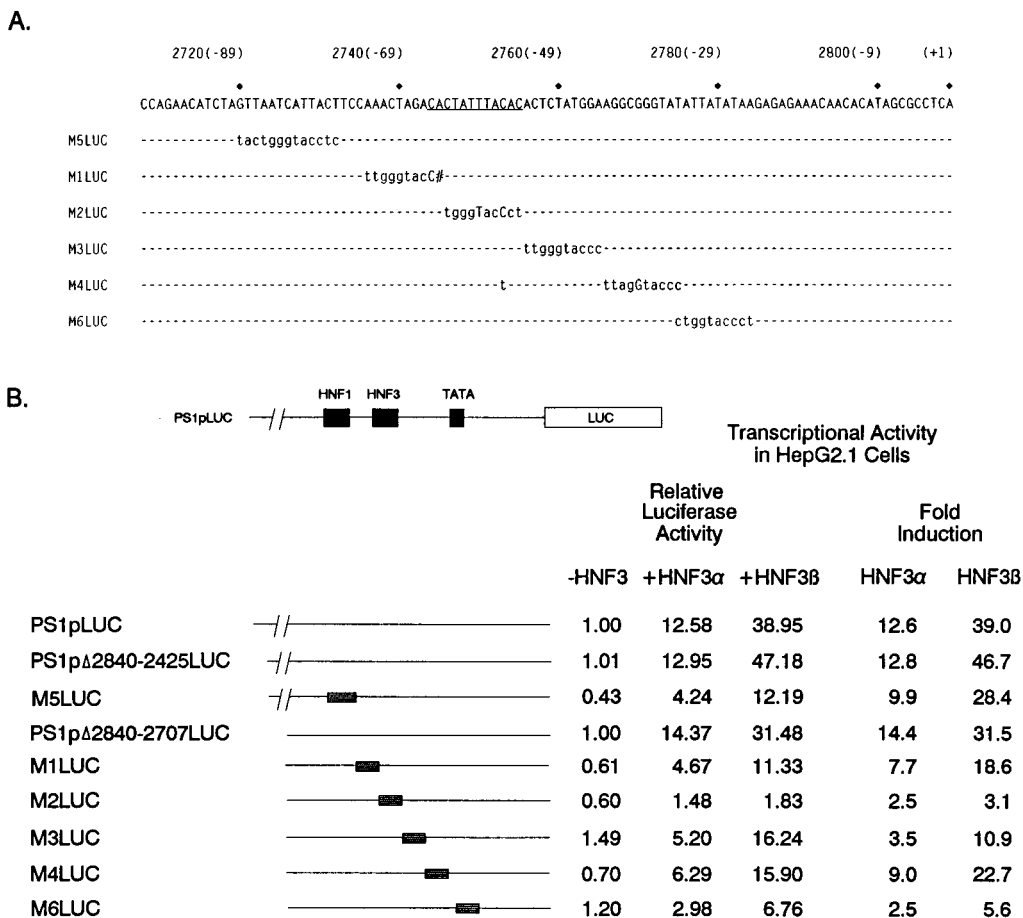 A.
2720(-89) 2740(-69) 2760(-49) 2780(-29) 2800(-9) (+1)
CCAGAACATCTAGTTAATCATTACTTCCAAACTAGACACTATTTACACACTCTATGGAAGGCGGGTATATTATATAAGAGAGAAACAACACATAGCGCCTCA
M5LUC ------------tactgggtacctc-----------------------------------------------------------------------------
M1LUC ----------------------------ttgggtacC#----------------------------------------------------------------
M2LUC --------------------------------------tgggTacCct------------------------------------------------------
M3LUC ------------------------------------------------ttgggtaccc--------------------------------------------
M4LUC ---------------------------------------------t------------ttagGtaccc----------------------------------
M6LUC -------------------------------------------------------------------ctggtaccct-------------------------
B.
HNF1 HNF3 TATA
PS1pLUC LUC
Transcriptional Activity
in HepG2.1 Cells
Relative
Luciferase
Activity
Fold
Induction
-HNF3 +HNF3α +HNF3ß HNF3α HNF3ß
PS1pLUC 1.00 12.58 38.95 12.6 39.0
PS1pΔ2840-2425LUC 1.01 12.95 47.18 12.8 46.7
M5LUC 0.43 4.24 12.19 9.9 28.4
PS1pΔ2840-2707LUC 1.00 14.37 31.48 14.4 31.5
M1LUC 0.61 4.67 11.33 7.7 18.6
M2LUC 0.60 1.48 1.83 2.5 3.1
M3LUC 1.49 5.20 16.24 3.5 10.9
M4LUC 0.70 6.29 15.90 9.0 22.7
M6LUC 1.20 2.98 6.76 2.5 5.6